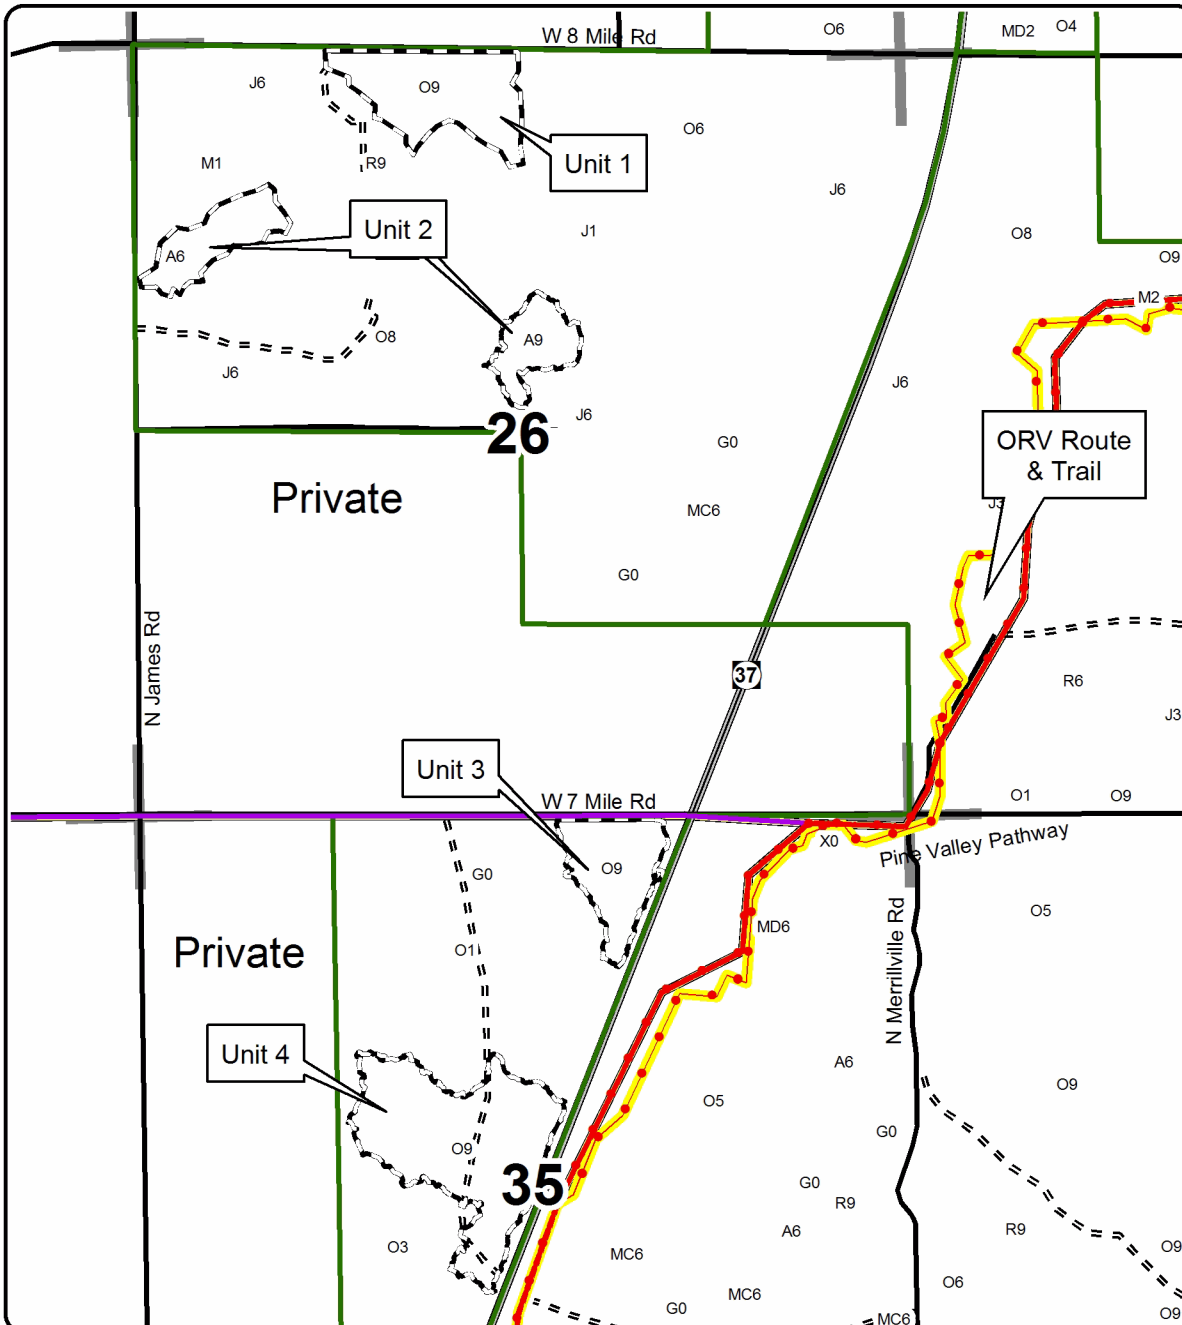 W 8 Mile Rd
O6
MD2
O4
J6
O9
O6
Unit 1
M1
R9
J6
Unit 2
J1
O8
A6
O9
M2
O8
A9
J6
J6
J6
26
G0
ORV Route
& Trail
Private
MC6
J3
G0
N James Rd
37
R6
J3
Unit 3
W 7 Mile Rd
O1
O9
X0
Pine Valley Pathway
G0
O9
O5
MD6
N Merrillville Rd
Private
O1
Unit 4
A6
O9
O5
G0
O9
35
G0
R9
A6
R9
O3
MC6
O9
O6
MC6
G0
MC6
O9